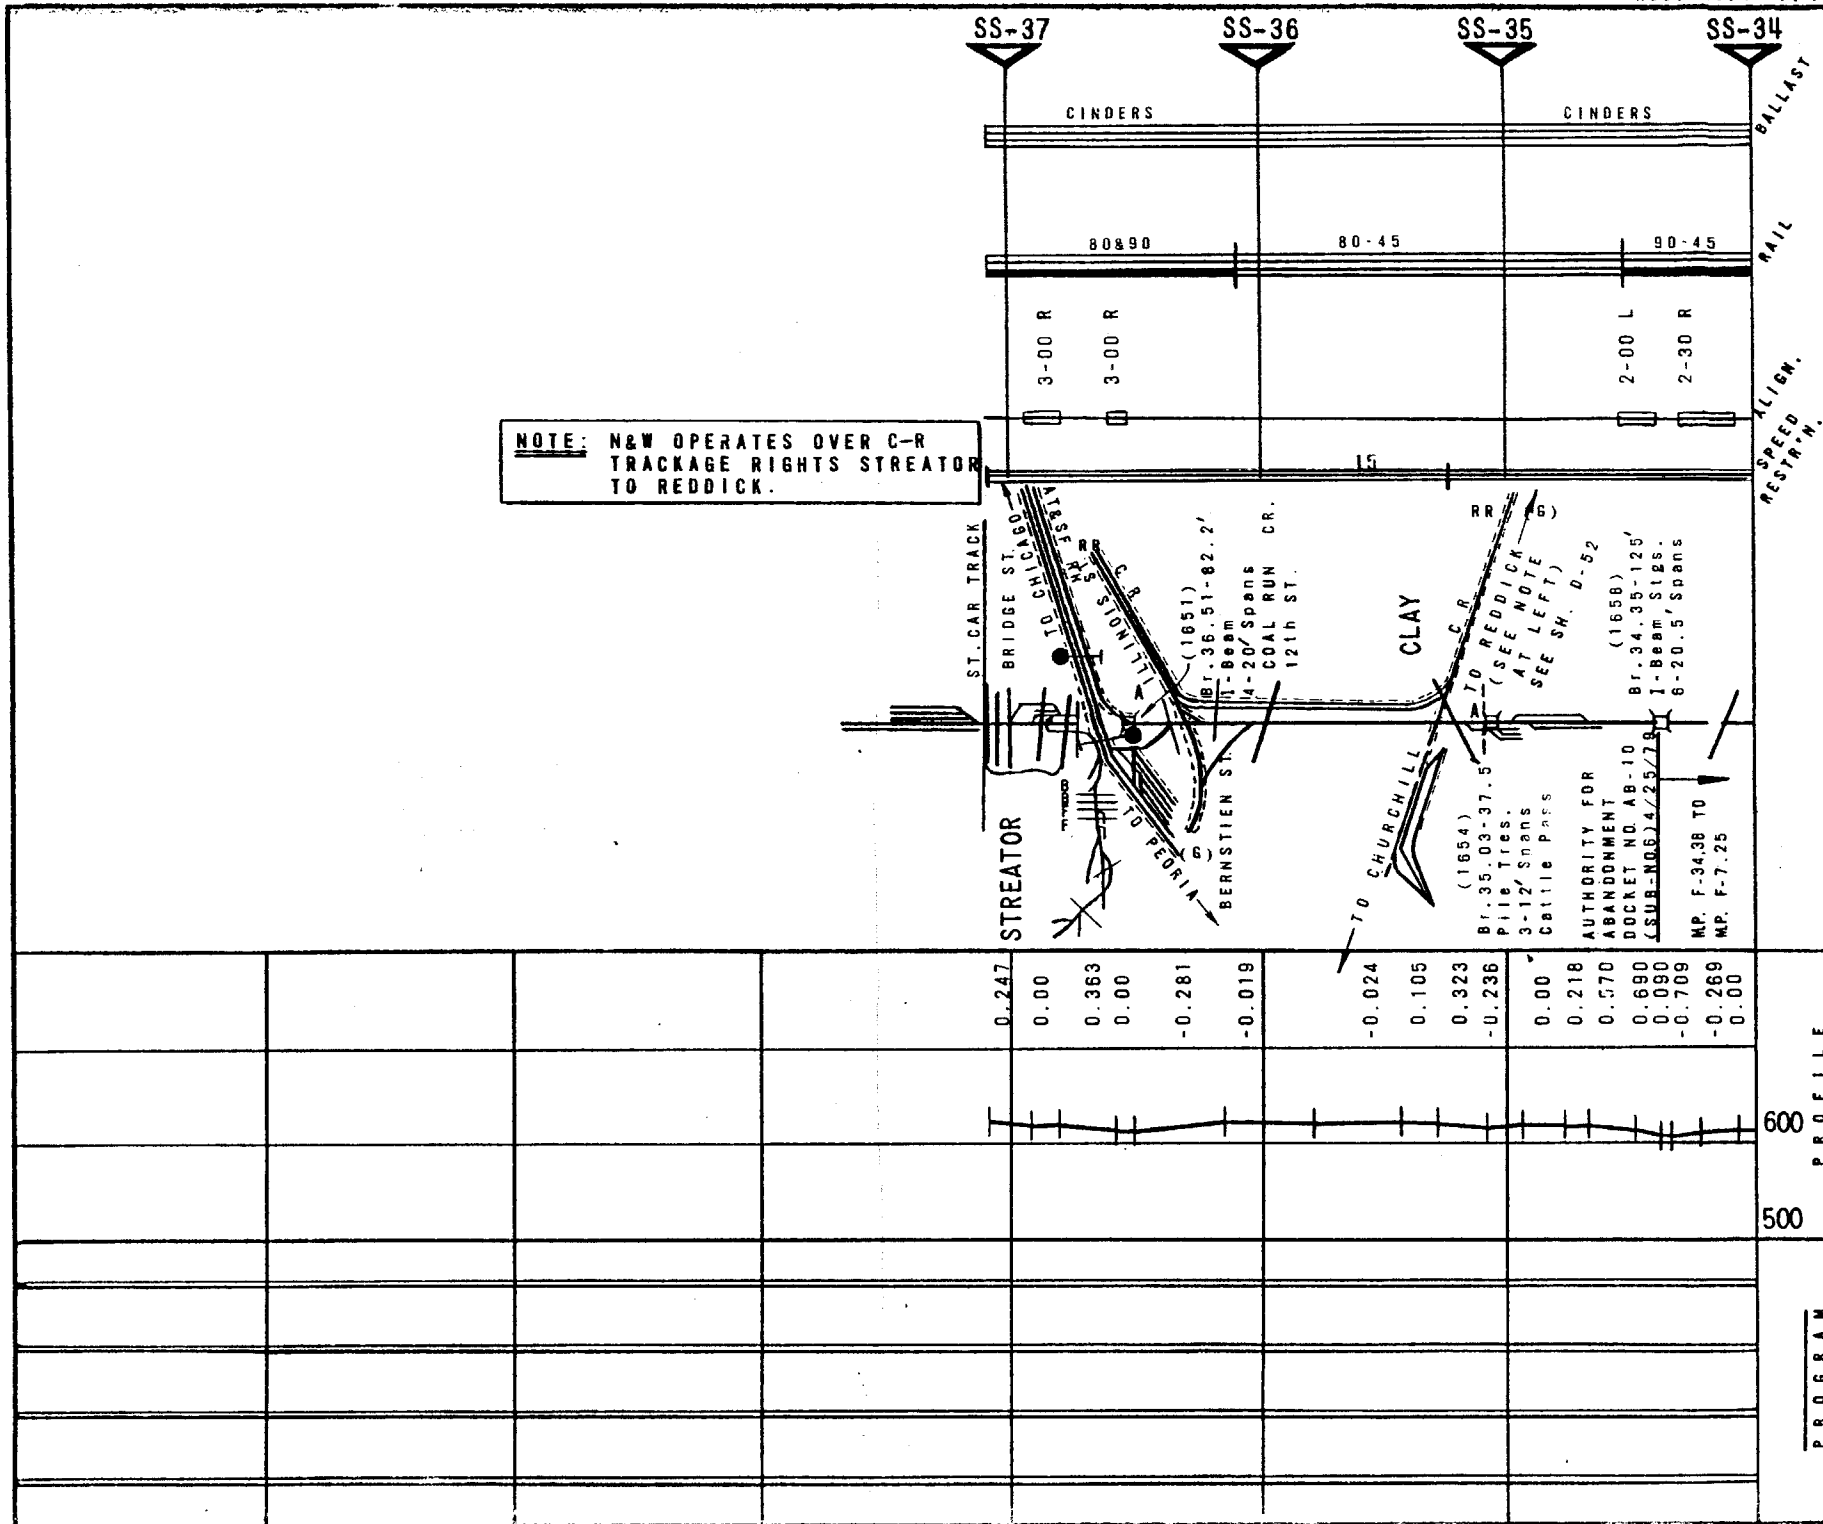 SS-37 SS-36 SS-35 SS-34
CINDERS CINDERS
BALLAST
80&90 80-45 90-45
RAIL
3-00 R
3-00 R
2-00 L
2-30 R
ALIGN.
NOTE: N&W OPERATES OVER C-R
TRACKAGE RIGHTS STREATOR
TO REDDICK.
15
SPEED
RESTR'N.
ST. CAR TRACK
BRIDGE ST.
TO CHICAGO
AT&SF RR
ILLINOIS
RR
C R
(1651)
Br. 36.51-82.2'
I-Beam
4-20' Spans
COAL RUN CR.
12th ST.
CLAY
RR (G)
C R
TO REDDICK
(SEE NOTE
AT LEFT)
SEE SH. D-52
(1658)
Br. 34.35-125'
I-Beam Stgs.
6-20.5' Spans
A
A
STREATOR
TO PEORIA
(G)
BERNSTIEN ST.
TO CHURCHILL
(1654)
Br. 35.03-37.5
Pile Tres.
3-12' Spans
Cattle Pass
AUTHORITY FOR
ABANDONMENT
DOCKET NO. AB-10
(SUB-NO6)4/25/79
M.P. F-34.38 TO
M.P. F-7.25
0.247
0.00
0.363
0.00
-0.281
-0.019
-0.024
0.105
0.323
-0.236
0.00
0.218
0.570
0.690
0.090
-0.709
-0.269
0.00
600
500
PROFILE
PROGRAM